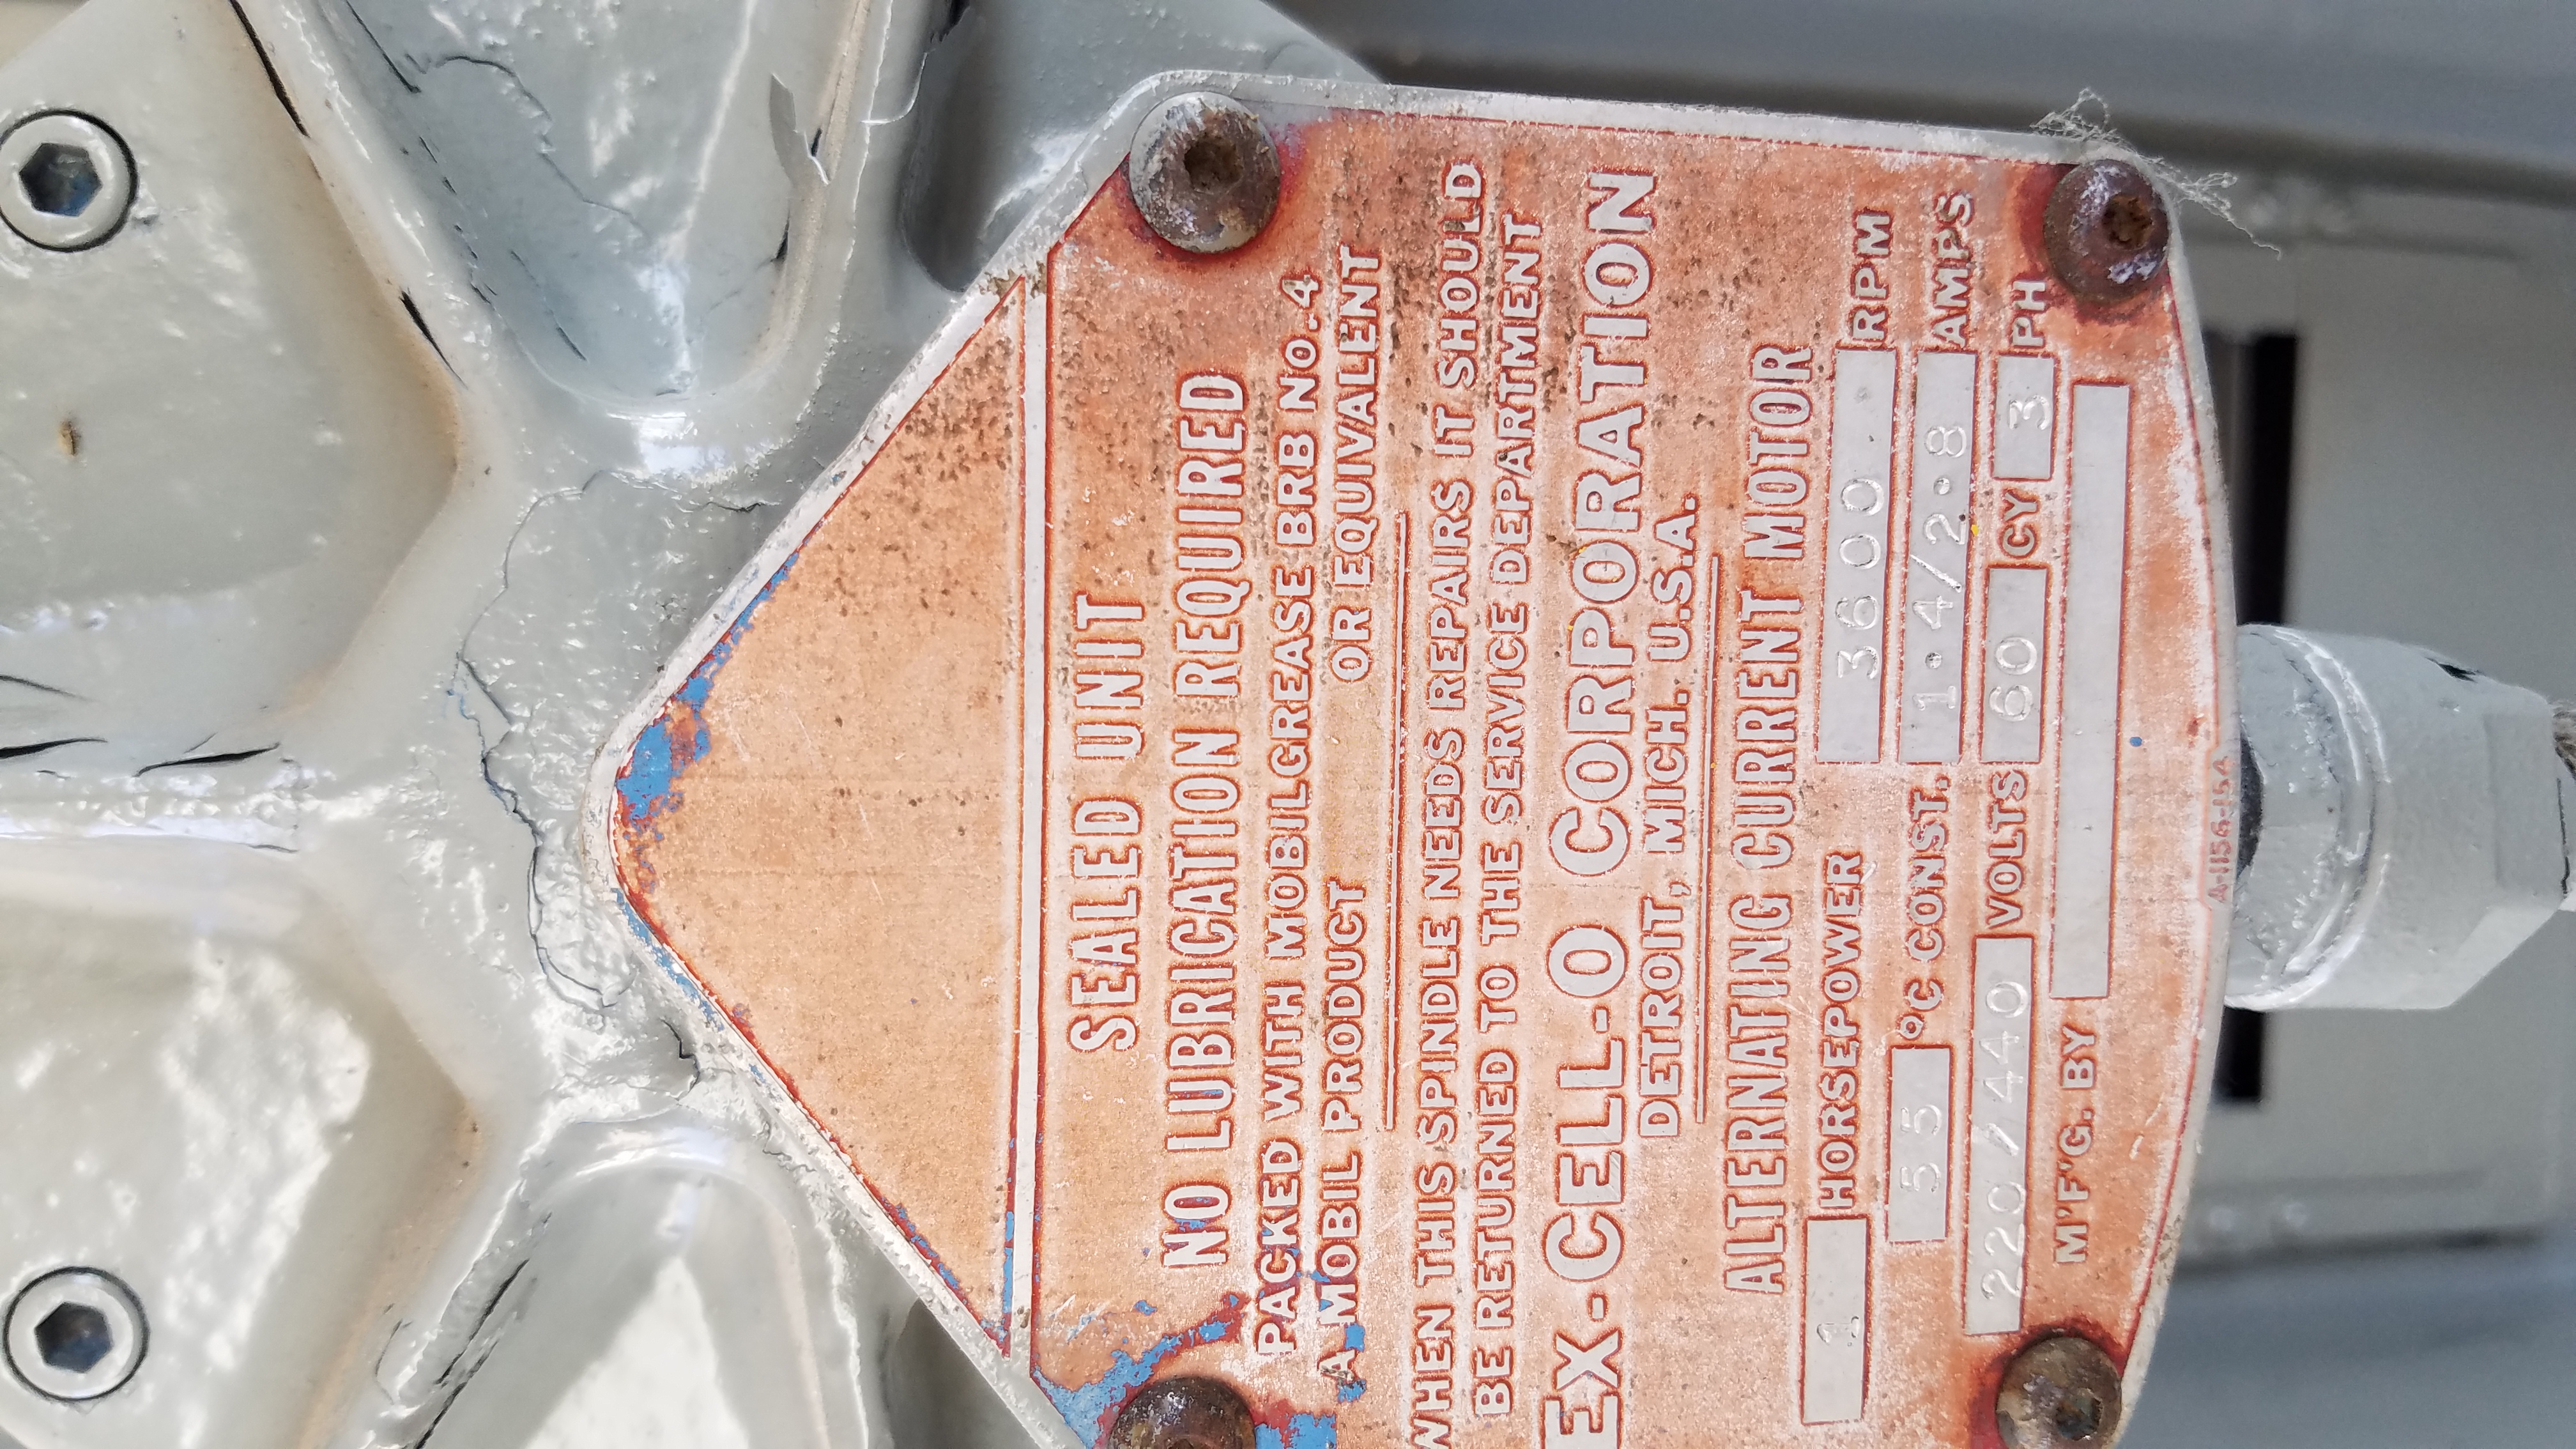 SEALED UNIT
NO LUBRICATION REQUIRED
PACKED WITH MOBILGREASE BRB NO.4
A MOBIL PRODUCT OR EQUIVALENT
WHEN THIS SPINDLE NEEDS REPAIRS IT SHOULD
BE RETURNED TO THE SERVICE DEPARTMENT
EX-CELL-O CORPORATION
DETROIT, MICH. U.S.A.
ALTERNATING CURRENT MOTOR
1 HORSEPOWER 3600 RPM
55 °C CONST. 1.4/2.8 AMPS
220/440 VOLTS 60 CY 3 PH
M'F'G. BY
A-1156-15A